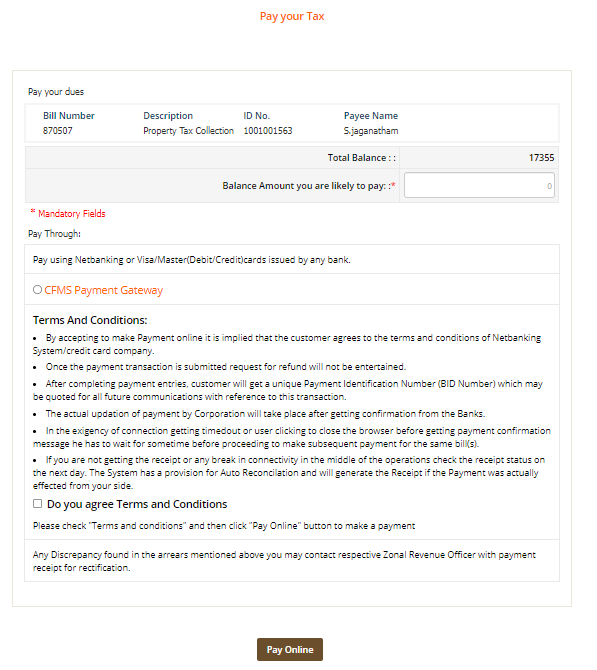 Pay your Tax
Pay your dues
Bill Number Description ID No. Payee Name
870507 Property Tax Collection 1001001563 S.jaganatham
Total Balance : : 17355
Balance Amount you are likely to pay: :* 0
* Mandatory Fields
Pay Through:
Pay using Netbanking or Visa/Master(Debit/Credit)cards issued by any bank.
CFMS Payment Gateway
Terms And Conditions:
• By accepting to make Payment online it is implied that the customer agrees to the terms and conditions of Netbanking
System/credit card company.
• Once the payment transaction is submitted request for refund will not be entertained.
• After completing payment entries, customer will get a unique Payment Identification Number (BID Number) which may
be quoted for all future communications with reference to this transaction.
• The actual updation of payment by Corporation will take place after getting confirmation from the Banks.
• In the exigency of connection getting timedout or user clicking to close the browser before getting payment confirmation
message he has to wait for sometime before proceeding to make subsequent payment for the same bill(s).
• If you are not getting the receipt or any break in connectivity in the middle of the operations check the receipt status on
the next day. The System has a provision for Auto Reconcilation and will generate the Receipt if the Payment was actually
effected from your side.
Do you agree Terms and Conditions
Please check "Terms and conditions" and then click "Pay Online" button to make a payment
Any Discrepancy found in the arrears mentioned above you may contact respective Zonal Revenue Officer with payment
receipt for rectification.
Pay Online